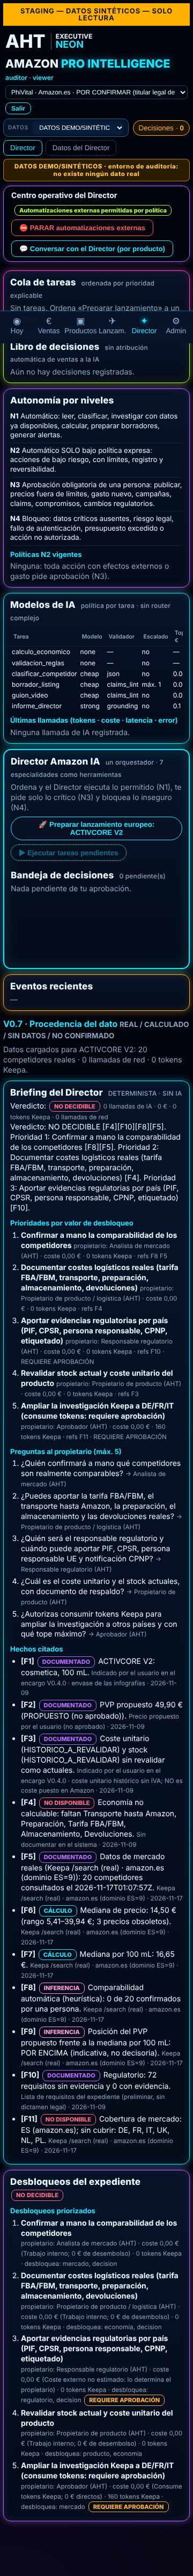 STAGING — DATOS SINTÉTICOS — SOLO
LECTURA
AHT
EXECUTIVE
NEON
AMAZON PRO INTELLIGENCE
auditor · viewer
PhiVital · Amazon.es · POR CONFIRMAR (titular legal de
Salir
DATOS
DATOS DEMO/SINTÉTIC
Decisiones · 0
Director
Datos del Director
DATOS DEMO/SINTÉTICOS · entorno de auditoría:
no existe ningún dato real
Centro operativo del Director
Automatizaciones externas permitidas por política
⛔ PARAR automatizaciones externas
💬 Conversar con el Director (por producto)
Cola de tareas ordenada por prioridad
explicable
Sin tareas. Ordena «Preparar lanzamiento» a un
Hoy
Ventas
Productos
Lanzam.
Director
Admin
Libro de decisiones sin atribución
automática de ventas a la IA
Aún no hay decisiones registradas.
Autonomía por niveles
N1 Automático: leer, clasificar, investigar con datos
ya disponibles, calcular, preparar borradores,
generar alertas.
N2 Automático SOLO bajo política expresa:
acciones de bajo riesgo, con límites, registro y
reversibilidad.
N3 Aprobación obligatoria de una persona: publicar,
precios fuera de límites, gasto nuevo, campañas,
claims, compromisos, cambios regulatorios.
N4 Bloqueo: datos críticos ausentes, riesgo legal,
fallo de autenticación, presupuesto excedido o
acción no autorizada.
Políticas N2 vigentes
Ninguna: toda acción con efectos externos o
gasto pide aprobación (N3).
Modelos de IA política por tarea · sin router
complejo
Tarea Modelo Validador Escalado
€
calculo_economico none — no —
validacion_reglas none — no —
clasificar_competidor cheap json no 0.0
borrador_listing cheap claims_lint máx. 1 0.0
guion_video cheap claims_lint no 0.0
informe_director strong grounding no 0.1
Últimas llamadas (tokens · coste · latencia · error)
Ninguna llamada de IA registrada.
Director Amazon IA un orquestador · 7
especialidades como herramientas
Ordena y el Director ejecuta lo permitido (N1), te
pide solo lo crítico (N3) y bloquea lo inseguro
(N4).
🚀 Preparar lanzamiento europeo:
ACTIVCORE V2
▶ Ejecutar tareas pendientes
Bandeja de decisiones 0 pendiente(s)
Nada pendiente de tu aprobación.
Eventos recientes
—
V0.7 · Procedencia del dato REAL / CALCULADO
/ SIN DATOS / NO CONFIRMADO
Datos cargados para ACTIVCORE V2: 20
competidores reales · 0 llamadas de red · 0 tokens
Keepa.
Briefing del Director DETERMINISTA · SIN IA
Veredicto: NO DECIDIBLE 0 llamadas de IA · 0 € · 0
tokens Keepa · 0 llamadas de red
Veredicto: NO DECIDIBLE [F4][F10][F8][F5].
Prioridad 1: Confirmar a mano la comparabilidad
de los competidores [F8][F5]. Prioridad 2:
Documentar costes logísticos reales (tarifa
FBA/FBM, transporte, preparación,
almacenamiento, devoluciones) [F4]. Prioridad
3: Aportar evidencias regulatorias por país (PIF,
CPSR, persona responsable, CPNP, etiquetado)
[F10].
Prioridades por valor de desbloqueo
1. Confirmar a mano la comparabilidad de los
competidores propietario: Analista de mercado
(AHT) · coste 0,00 € · 0 tokens Keepa · refs F8 F5
2. Documentar costes logísticos reales (tarifa
FBA/FBM, transporte, preparación,
almacenamiento, devoluciones) propietario:
Propietario de producto / logística (AHT) · coste 0,00
€ · 0 tokens Keepa · refs F4
3. Aportar evidencias regulatorias por país
(PIF, CPSR, persona responsable, CPNP,
etiquetado) propietario: Responsable regulatorio
(AHT) · coste 0,00 € · 0 tokens Keepa · refs F10 ·
REQUIERE APROBACIÓN
4. Revalidar stock actual y coste unitario del
producto propietario: Propietario de producto (AHT)
· coste 0,00 € · 0 tokens Keepa · refs F3
5. Ampliar la investigación Keepa a DE/FR/IT
(consume tokens: requiere aprobación)
propietario: Aprobador (AHT) · coste 0,00 € · 160
tokens Keepa · refs F11 · REQUIERE APROBACIÓN
Preguntas al propietario (máx. 5)
1. ¿Quién confirmará a mano qué competidores
son realmente comparables? → Analista de
mercado (AHT)
2. ¿Puedes aportar la tarifa FBA/FBM, el
transporte hasta Amazon, la preparación, el
almacenamiento y las devoluciones reales? →
Propietario de producto / logística (AHT)
3. ¿Quién será el responsable regulatorio y
cuándo puede aportar PIF, CPSR, persona
responsable UE y notificación CPNP? →
Responsable regulatorio (AHT)
4. ¿Cuál es el coste unitario y el stock actuales,
con documento de respaldo? → Propietario de
producto (AHT)
5. ¿Autorizas consumir tokens Keepa para
ampliar la investigación a otros países y con
qué tope máximo? → Aprobador (AHT)
Hechos citados
[F1] DOCUMENTADO ACTIVCORE V2:
cosmetica, 100 mL. Indicado por el usuario en el
encargo V0.4.0 · envase de las infografías · 2026-11-
09
[F2] DOCUMENTADO PVP propuesto 49,90 €
(PROPUESTO (no aprobado)). Precio propuesto
por el usuario (no aprobado) · 2026-11-09
[F3] DOCUMENTADO Coste unitario
(HISTORICO_A_REVALIDAR) y stock
(HISTORICO_A_REVALIDAR) sin revalidar
como actuales. Indicado por el usuario en el
encargo V0.4.0 · coste unitario histórico sin IVA; NO es
coste puesto en Amazon · 2026-11-09
[F4] NO DISPONIBLE Economía no
calculable: faltan Transporte hasta Amazon,
Preparación, Tarifa FBA/FBM,
Almacenamiento, Devoluciones. Sin
documentar en el sistema · 2026-11-09
[F5] DOCUMENTADO Datos de mercado
reales (Keepa /search (real) · amazon.es
(dominio ES=9)): 20 competidores
consultados el 2026-11-17T01:07:57Z. Keepa
/search (real) · amazon.es (dominio ES=9) · 2026-11-17
[F6] CÁLCULO Mediana de precio: 14,50 €
(rango 5,41–39,94 €; 3 precios obsoletos).
Keepa /search (real) · amazon.es (dominio ES=9) ·
2026-11-17
[F7] CÁLCULO Mediana por 100 mL: 16,65
€. Keepa /search (real) · amazon.es (dominio ES=9) ·
2026-11-17
[F8] INFERENCIA Comparabilidad
automática (heurística): 0 de 20 confirmados
por una persona. Keepa /search (real) · amazon.es
(dominio ES=9) · 2026-11-17
[F9] INFERENCIA Posición del PVP
propuesto frente a la mediana por 100 mL:
POR ENCIMA (indicativa, no decisoria). Keepa
/search (real) · amazon.es (dominio ES=9) · 2026-11-17
[F10] DOCUMENTADO Regulatorio: 72
requisitos sin evidencia y 0 con evidencia.
Lista de requisitos del expediente (preliminar, sin
dictamen legal) · 2026-11-09
[F11] NO DISPONIBLE Cobertura de mercado:
ES (amazon.es); sin cubrir: DE, FR, IT, UK,
NL, PL. Keepa /search (real) · amazon.es (dominio
ES=9) · 2026-11-17
Desbloqueos del expediente
NO DECIDIBLE
Desbloqueos priorizados
1. Confirmar a mano la comparabilidad de los
competidores
propietario: Analista de mercado (AHT) · coste 0,00 €
(Trabajo interno; 0 € de desembolso) · 0 tokens Keepa
· desbloquea: mercado, decision
2. Documentar costes logísticos reales (tarifa
FBA/FBM, transporte, preparación,
almacenamiento, devoluciones)
propietario: Propietario de producto / logística (AHT) ·
coste 0,00 € (Trabajo interno; 0 € de desembolso) · 0
tokens Keepa · desbloquea: economia, decision
3. Aportar evidencias regulatorias por país
(PIF, CPSR, persona responsable, CPNP,
etiquetado)
propietario: Responsable regulatorio (AHT) · coste
0,00 € (Coste externo no estimado: lo determina el
propietario) · 0 tokens Keepa · desbloquea:
regulatorio, decision REQUIERE APROBACIÓN
4. Revalidar stock actual y coste unitario del
producto
propietario: Propietario de producto (AHT) · coste 0,00
€ (Trabajo interno; 0 € de desembolso) · 0 tokens
Keepa · desbloquea: producto, economia
5. Ampliar la investigación Keepa a DE/FR/IT
(consume tokens: requiere aprobación)
propietario: Aprobador (AHT) · coste 0,00 € (Consume
tokens Keepa; 0 € directos) · 160 tokens Keepa ·
desbloquea: mercado REQUIERE APROBACIÓN